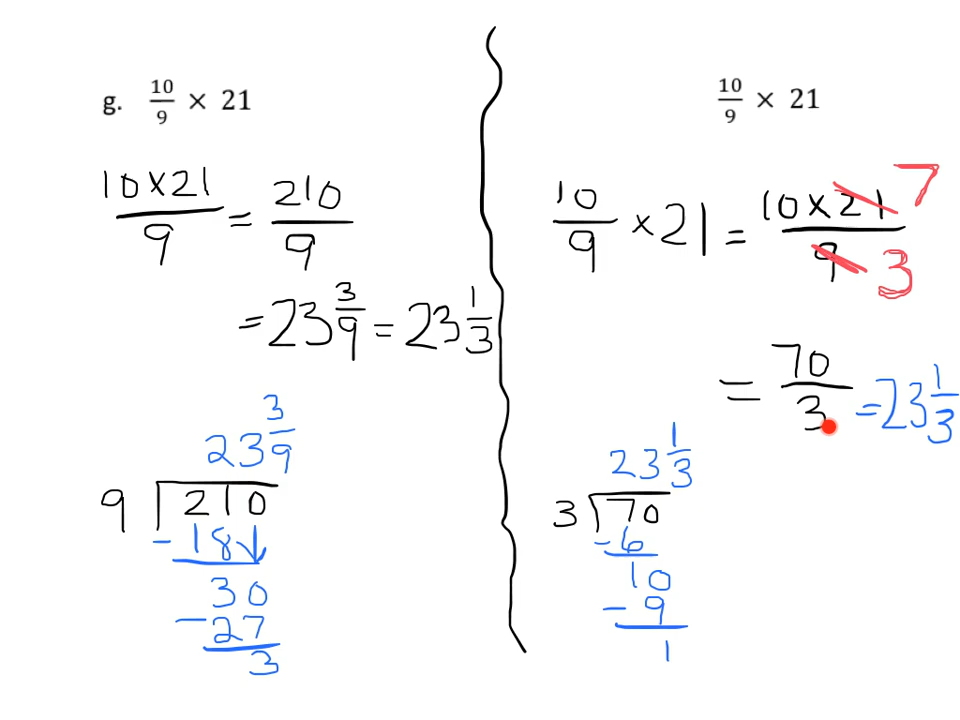 g. 10/9 × 21
10×21/9 = 210/9
= 23 3/9 = 23 1/3
23 3/9
9 210
-18↓
30
-27
3
10/9 × 21
10/9 × 21 = 10×21/9 7 3
= 70/3 = 23 1/3
23 1/3
3 70
-6
10
-9
1